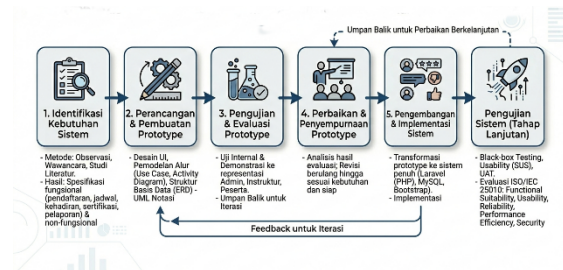 Umpan Balik untuk Perbaikan Berkelanjutan
1. Identifikasi
Kebutuhan
Sistem
2. Perancangan
& Pembuatan
Prototype
3. Pengujian
& Evaluasi
Prototype
4. Perbaikan &
Penyempurnaan
Prototype
5. Pengembangan
& Implementasi
Sistem
Pengujian
Sistem (Tahap
Lanjutan)
- Metode: Observasi,
Wawancara, Studi
Literatur.
- Hasil: Spesifikasi
fungsional
(pendaftaran, jadwal,
kehadiran, sertifikasi,
pelaporan) &
non-fungsional
- Desain UI,
Pemodelan Alur
(Use Case, Activity
Diagrram), Struktur
Basis Data (ERD) -
UML Notasi
- Uji Internal &
Demonstrasi ke
representasi
Admin, Instruktur,
Peserta.
- Umpan Balik untuk
Iterasi
- Analisis hasil
evaluasi; Revisi
berulang hingga
sesuai kebutuhan
dan siap
- Transformasi
prototype ke sistem
penuh (Laravel
(PHP), MySQL,
Bootstrap).
- Implementasi
- Black-box Testing,
Usability (SUS),
UAT.
- Evaluasi ISO/IEC
25010: Functional
Suitability, Usability,
Reliability,
Performance
Efficiency, Security
Feedback untuk Iterasi